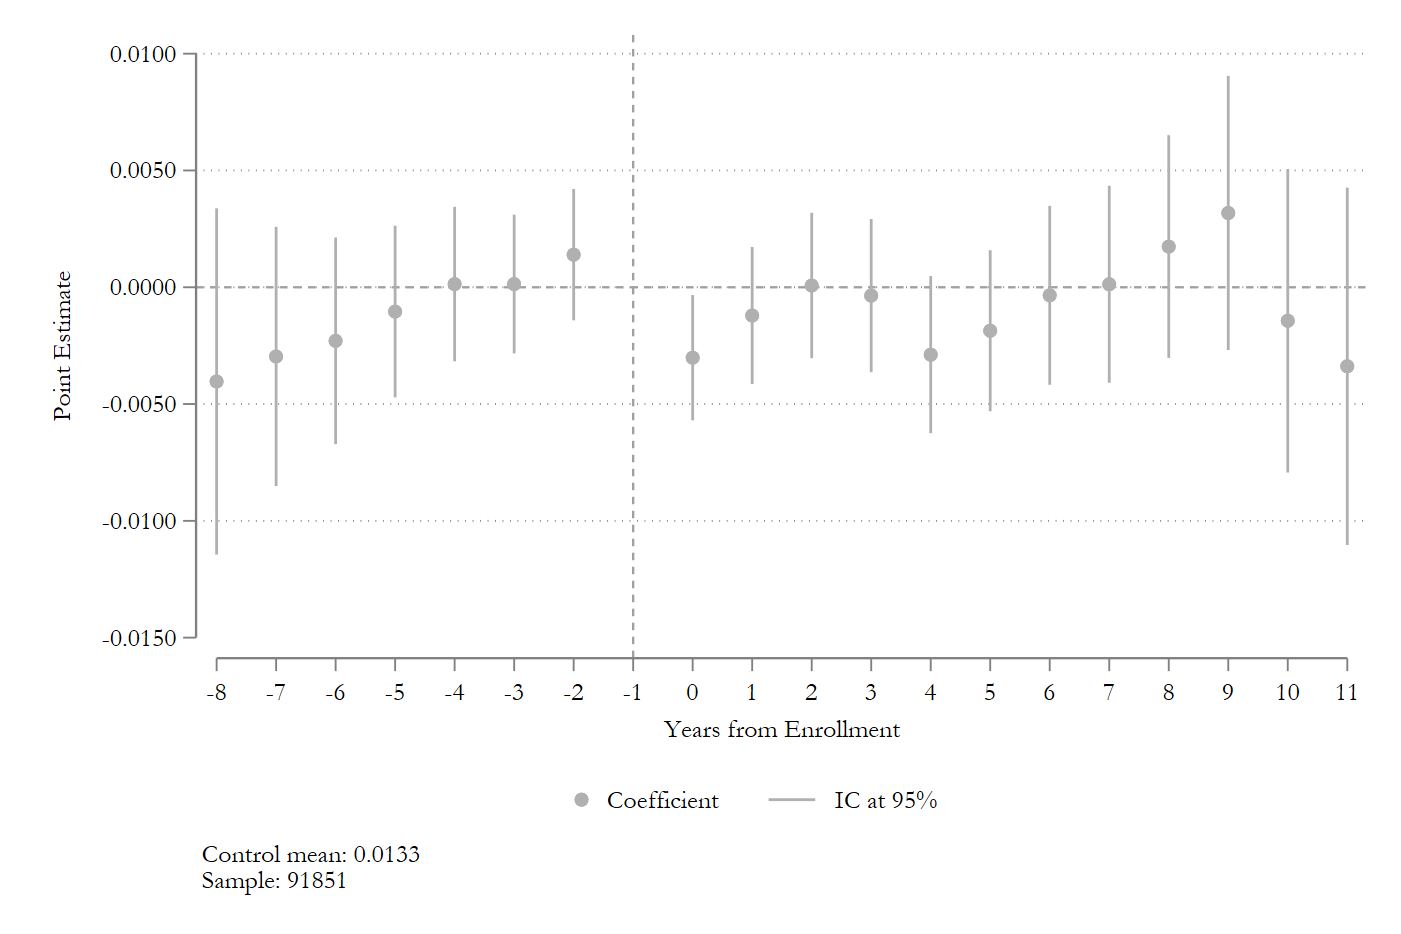 0.0100
0.0050
0.0000
-0.0050
-0.0100
-0.0150
Point Estimate
-8 -7 -6 -5 -4 -3 -2 -1 0 1 2 3 4 5 6 7 8 9 10 11
Years from Enrollment
Coefficient IC at 95%
Control mean: 0.0133
Sample: 91851